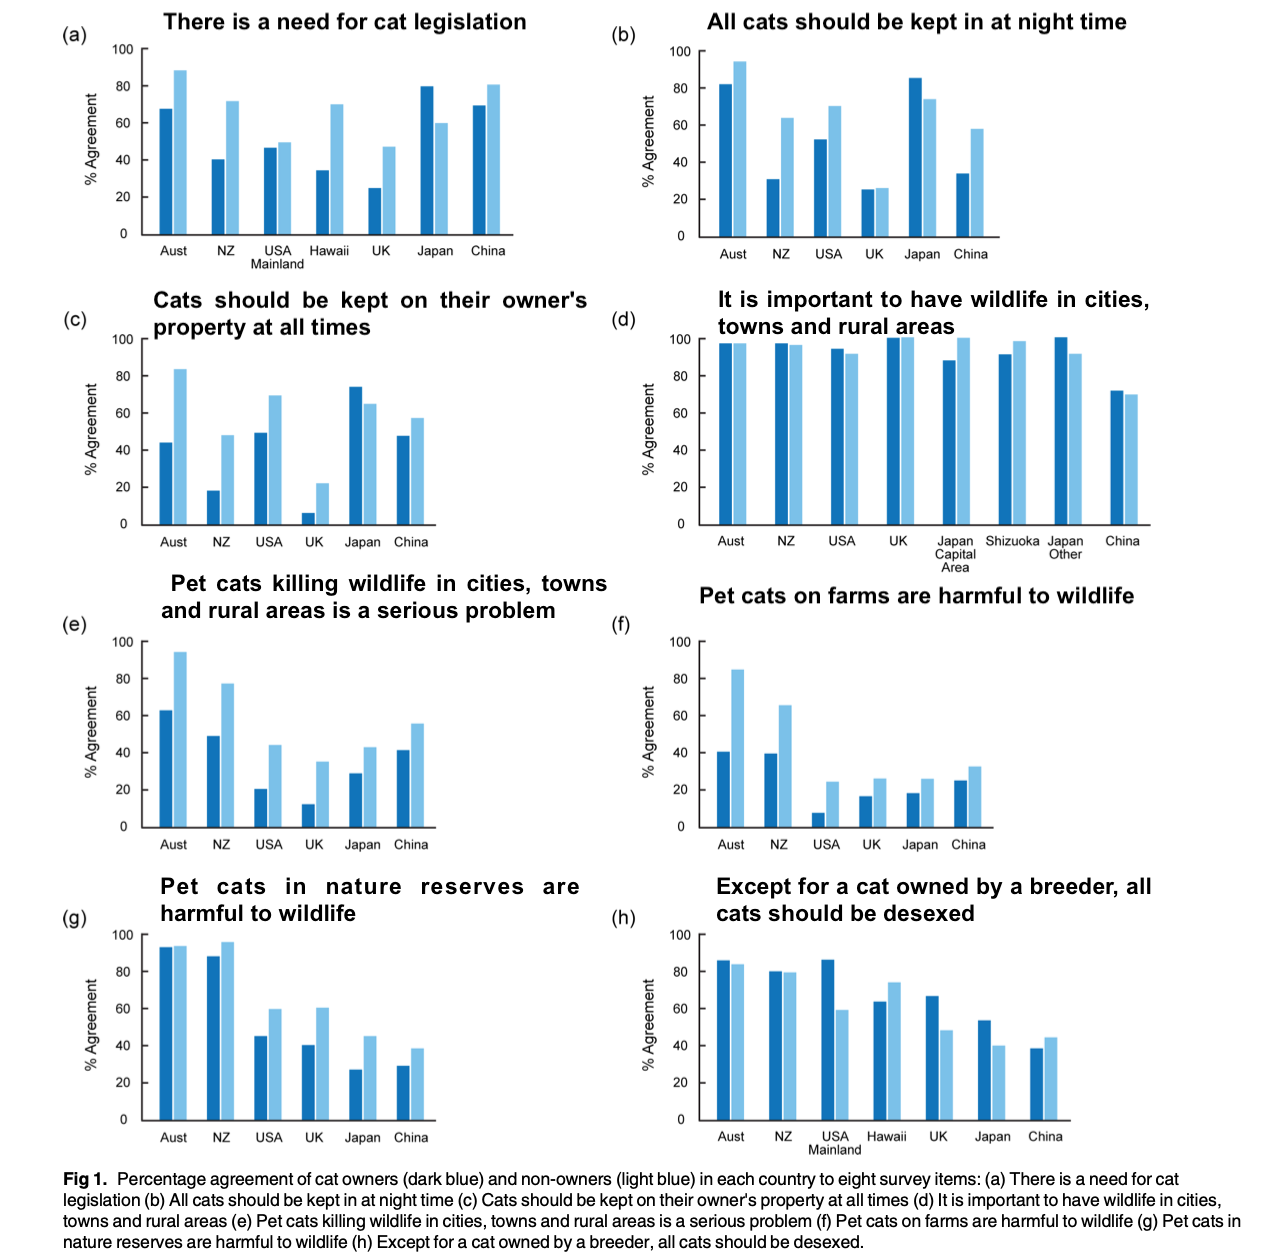 (a)
There is a need for cat legislation
100
80
60
40
20
0
% Agreement
Aust NZ USA Mainland Hawaii UK Japan China
(b)
All cats should be kept in at night time
100
80
60
40
20
0
% Agreement
Aust NZ USA UK Japan China
(c)
Cats should be kept on their owner's
property at all times
100
80
60
40
20
0
% Agreement
Aust NZ USA UK Japan China
(d)
It is important to have wildlife in cities,
towns and rural areas
100
80
60
40
20
0
% Agreement
Aust NZ USA UK Japan Capital Area Shizuoka Japan Other China
(e)
Pet cats killing wildlife in cities, towns
and rural areas is a serious problem
100
80
60
40
20
0
% Agreement
Aust NZ USA UK Japan China
(f)
Pet cats on farms are harmful to wildlife
100
80
60
40
20
0
% Agreement
Aust NZ USA UK Japan China
(g)
Pet cats in nature reserves are
harmful to wildlife
100
80
60
40
20
0
% Agreement
Aust NZ USA UK Japan China
(h)
Except for a cat owned by a breeder, all
cats should be desexed
100
80
60
40
20
0
% Agreement
Aust NZ USA Mainland Hawaii UK Japan China
Fig 1. Percentage agreement of cat owners (dark blue) and non-owners (light blue) in each country to eight survey items: (a) There is a need for cat
legislation (b) All cats should be kept in at night time (c) Cats should be kept on their owner's property at all times (d) It is important to have wildlife in cities,
towns and rural areas (e) Pet cats killing wildlife in cities, towns and rural areas is a serious problem (f) Pet cats on farms are harmful to wildlife (g) Pet cats in
nature reserves are harmful to wildlife (h) Except for a cat owned by a breeder, all cats should be desexed.